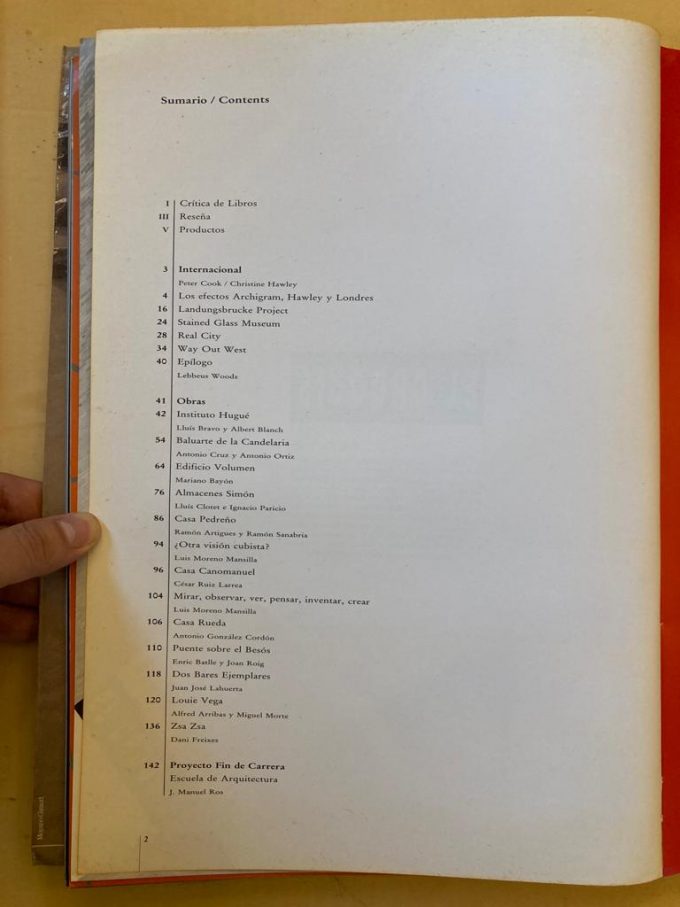 Sumario / Contents
I Crítica de Libros
III Reseña
V Productos
3 Internacional
Peter Cook / Christine Hawley
4 Los efectos Archigram, Hawley y Londres
16 Landungsbrucke Project
24 Stained Glass Museum
28 Real City
34 Way Out West
40 Epílogo
Lebbeus Woods
41 Obras
42 Instituto Hugué
Lluís Bravo y Albert Blanch
54 Baluarte de la Candelaria
Antonio Cruz y Antonio Ortiz
64 Edificio Volumen
Mariano Bayón
76 Almacenes Simón
Lluís Clotet e Ignacio Paricio
86 Casa Pedreño
Ramón Artigues y Ramón Sanabria
94 ¿Otra visión cubista?
Luis Moreno Mansilla
96 Casa Canomanuel
César Ruiz Larrea
104 Mirar, observar, ver, pensar, inventar, crear
Luis Moreno Mansilla
106 Casa Rueda
Antonio González Cordón
110 Puente sobre el Besós
Enric Batlle y Joan Roig
118 Dos Bares Ejemplares
Juan José Lahuerta
120 Louie Vega
Alfred Arribas y Miguel Morte
136 Zsa Zsa
Dani Freixes
142 Proyecto Fin de Carrera
Escuela de Arquitectura
J. Manuel Ros
2